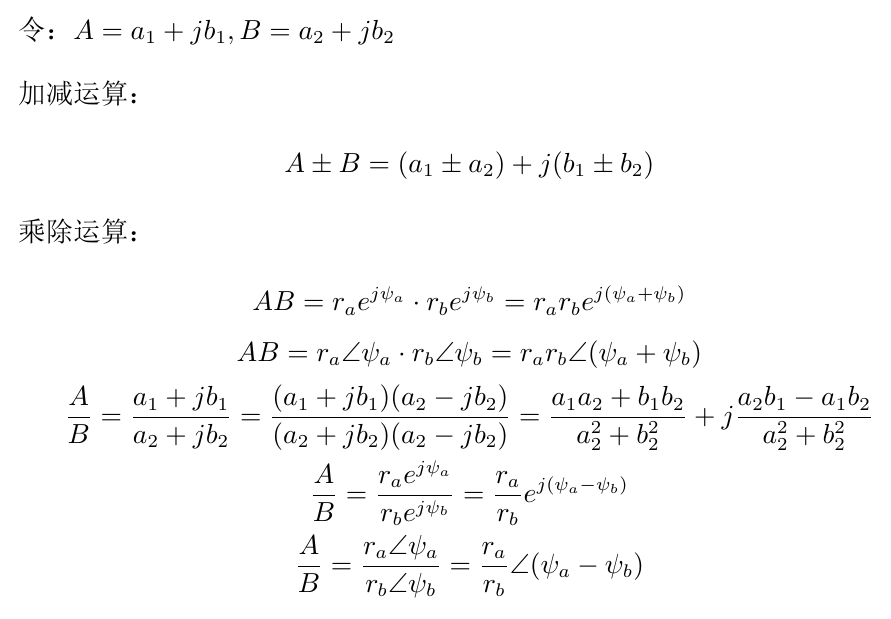 令：$A = a_1 + jb_1, B = a_2 + jb_2$
加减运算：
$A \pm B = (a_1 \pm a_2) + j(b_1 \pm b_2)$
乘除运算：
$AB = r_a e^{j\psi_a} \cdot r_b e^{j\psi_b} = r_a r_b e^{j(\psi_a + \psi_b)}$
$AB = r_a \angle \psi_a \cdot r_b \angle \psi_b = r_a r_b \angle (\psi_a + \psi_b)$
$\frac{A}{B} = \frac{a_1 + jb_1}{a_2 + jb_2} = \frac{(a_1 + jb_1)(a_2 - jb_2)}{(a_2 + jb_2)(a_2 - jb_2)} = \frac{a_1 a_2 + b_1 b_2}{a_2^2 + b_2^2} + j\frac{a_2 b_1 - a_1 b_2}{a_2^2 + b_2^2}$
$\frac{A}{B} = \frac{r_a e^{j\psi_a}}{r_b e^{j\psi_b}} = \frac{r_a}{r_b} e^{j(\psi_a - \psi_b)}$
$\frac{A}{B} = \frac{r_a \angle \psi_a}{r_b \angle \psi_b} = \frac{r_a}{r_b} \angle (\psi_a - \psi_b)$